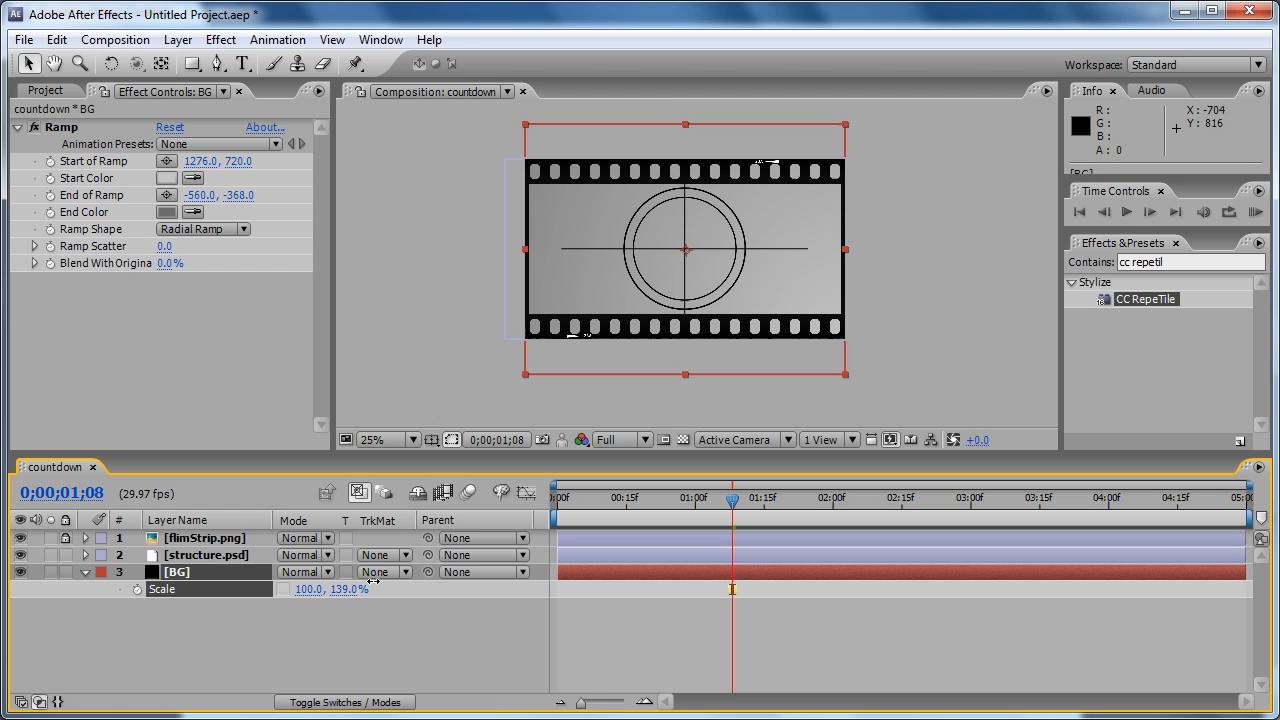 Adobe After Effects - Untitled Project.aep *
File Edit Composition Layer Effect Animation View Window Help
Workspace: Standard
Project Effect Controls: BG
Composition: countdown
Info Audio
countdown * BG
Ramp Reset About...
Animation Presets: None
Start of Ramp 1276.0, 720.0
Start Color
End of Ramp -560.0, -368.0
End Color
Ramp Shape Radial Ramp
Ramp Scatter 0.0
Blend With Origina 0.0%
R :
G :
B :
A : 0
X : -704
Y : 816
Time Controls
Effects & Presets
Contains: cc repetil
Stylize
CC RepeTile
25% 0;00;01;08 Full Active Camera 1 View +0.0
countdown
0;00;01;08 (29.97 fps)
0:00f 00:15f 01:00f 01:15f 02:00f 02:15f 03:00f 03:15f 04:00f 04:15f 05:0
# Layer Name Mode T TrkMat Parent
1 [flimStrip.png] Normal None
2 [structure.psd] Normal None None
3 [BG] Normal None None
Scale 100.0, 139.0%
Toggle Switches / Modes